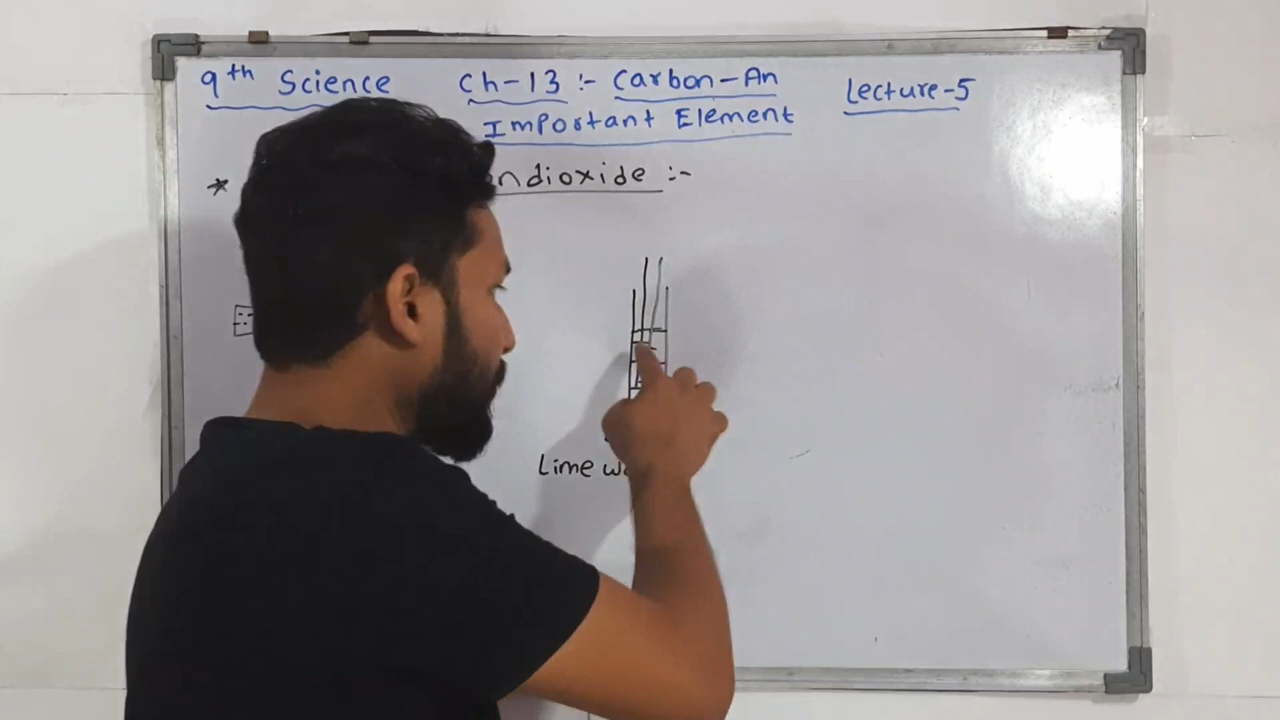 9th Science Ch-13 :- Carbon-An Important Element Lecture-5
* ndioxide :-
Lime